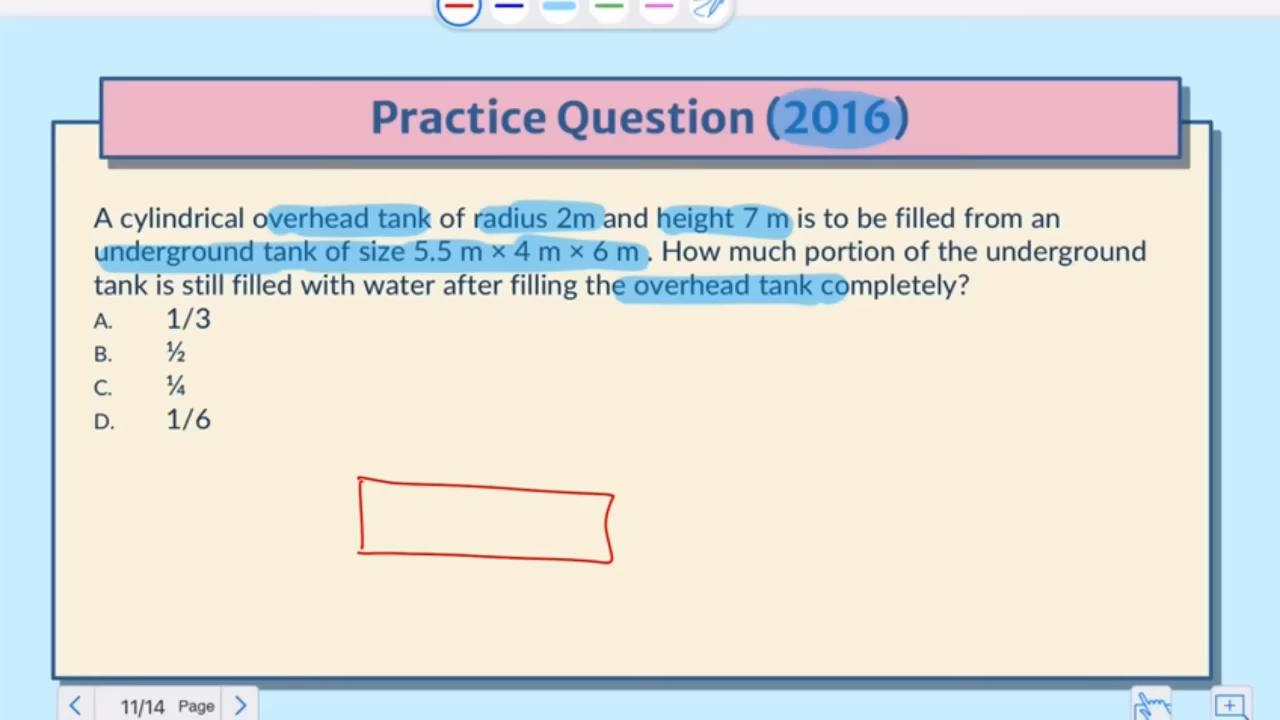 Practice Question (2016)
A cylindrical overhead tank of radius 2m and height 7 m is to be filled from an
underground tank of size 5.5 m × 4 m × 6 m . How much portion of the underground
tank is still filled with water after filling the overhead tank completely?
A. 1/3
B. ½
C. ¼
D. 1/6
11/14 Page